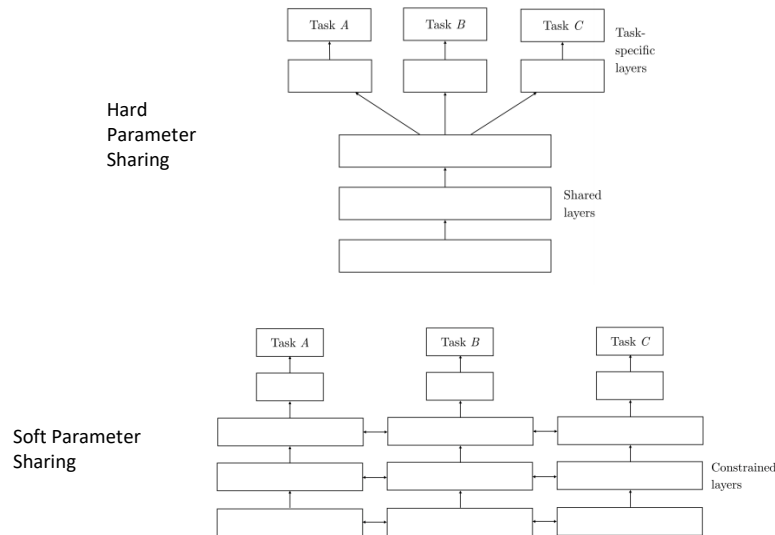 Task A
Task B
Task C
Task-
specific
layers
Hard
Parameter
Sharing
Shared
layers
Task A
Task B
Task C
Soft Parameter
Sharing
Constrained
layers